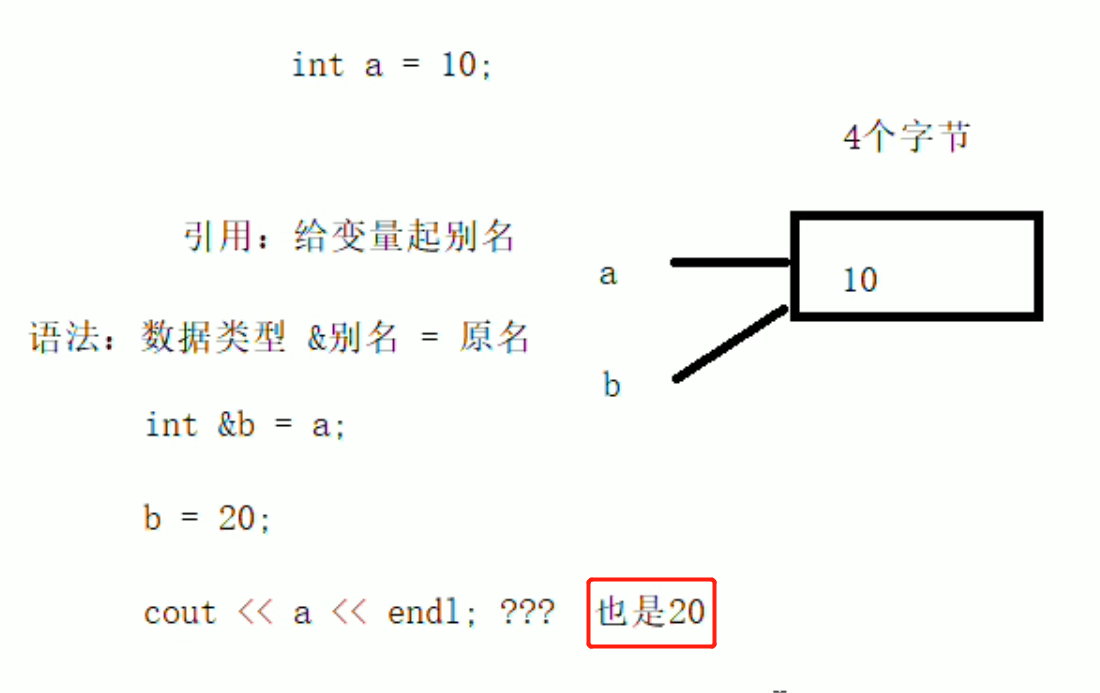 int a = 10;
4个字节
引用：给变量起别名
a
10
语法：数据类型 &别名 = 原名
b
int &b = a;
b = 20;
cout << a << endl; ??? 也是20